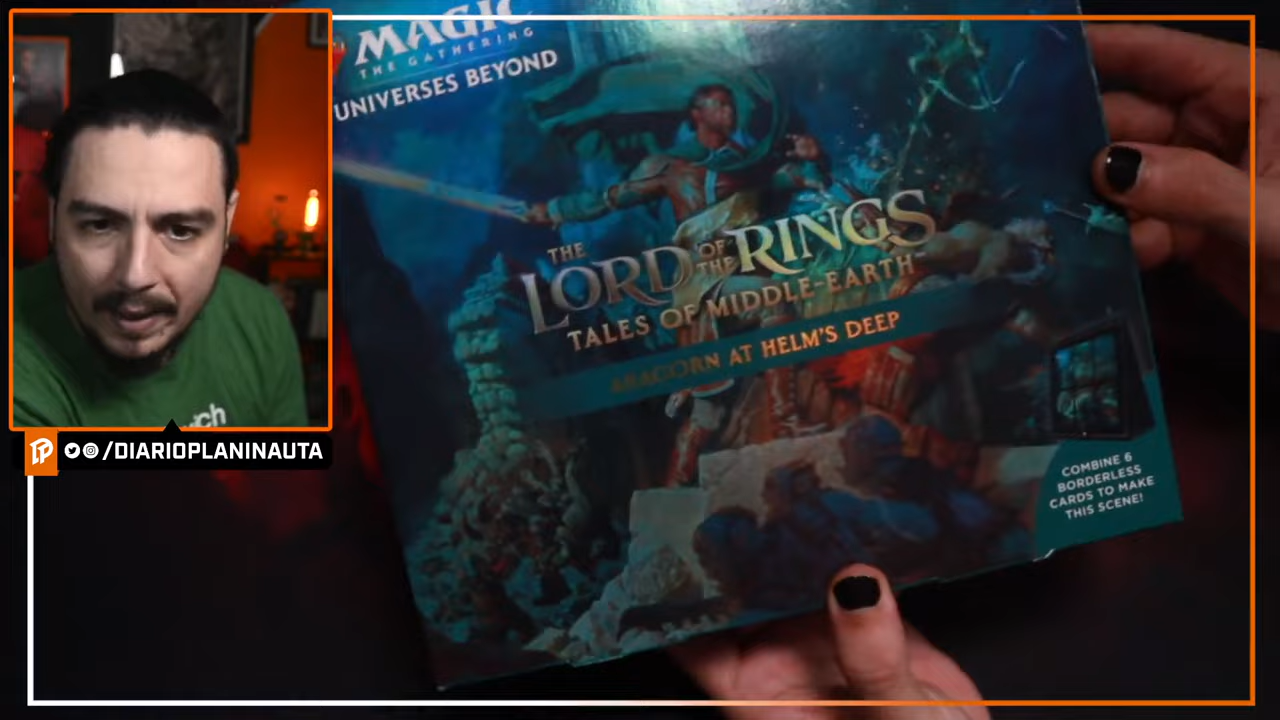 MAGIC
THE GATHERING
UNIVERSES BEYOND
THE
LORD OF THE RINGS
TALES OF MIDDLE-EARTH
ARAGORN AT HELM'S DEEP
COMBINE 6
BORDERLESS
CARDS TO MAKE
THIS SCENE!
/DIARIOPLANINAUTA